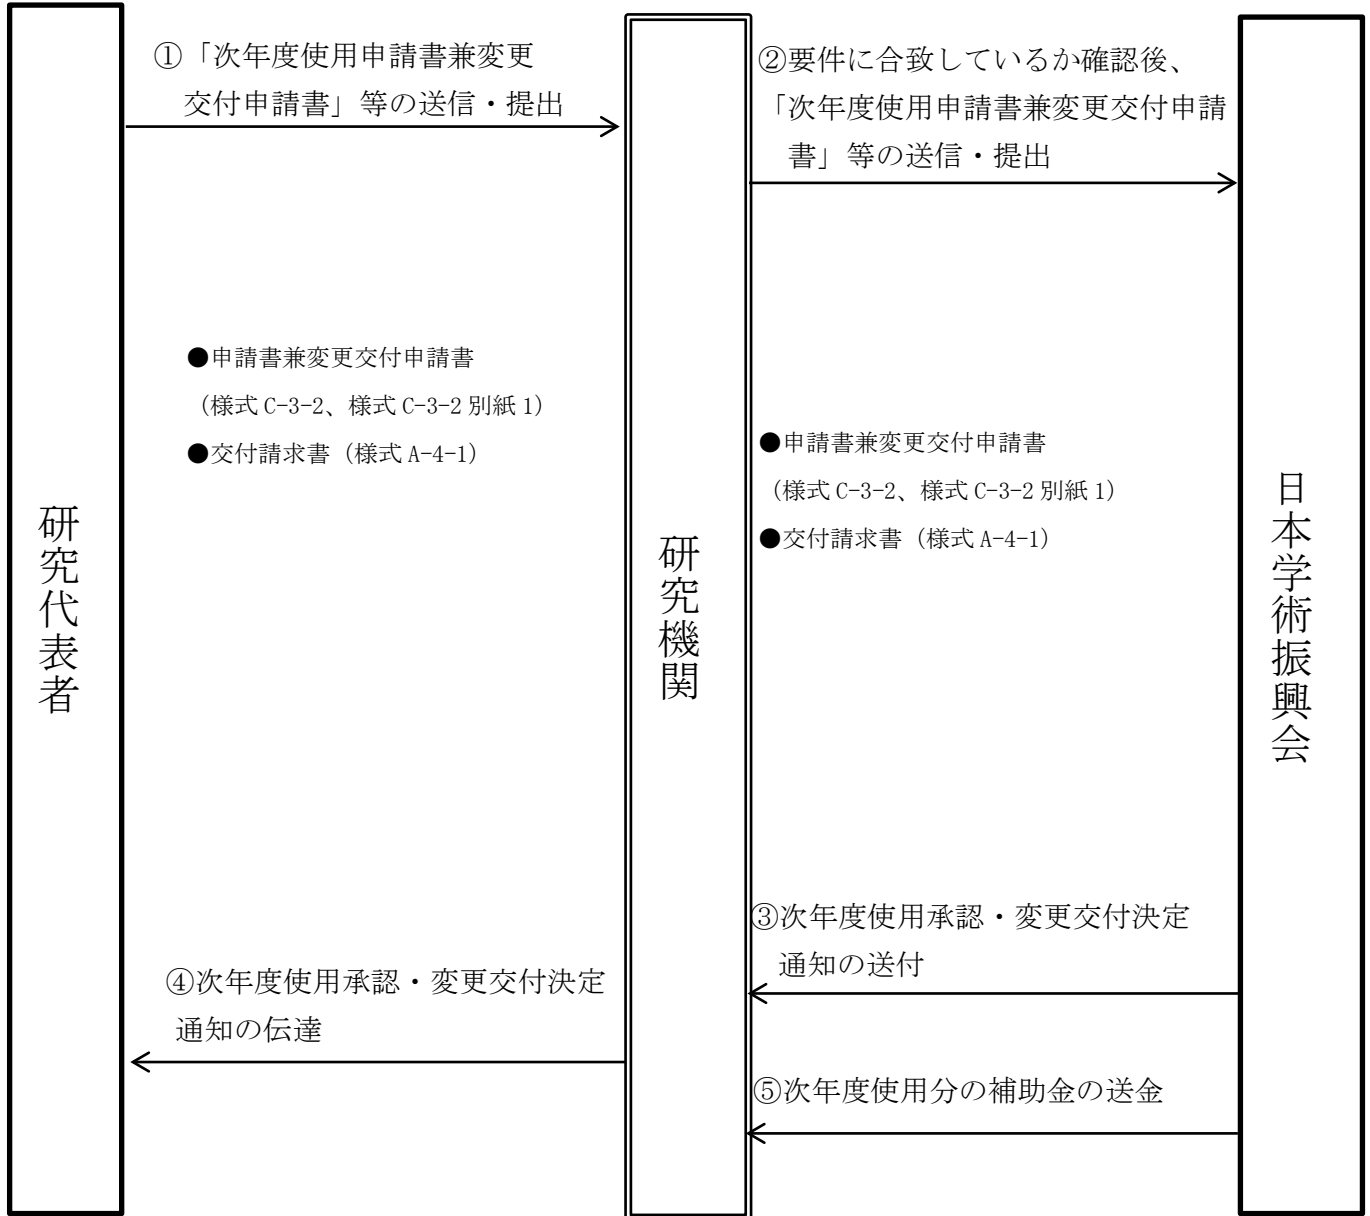 ①「次年度使用申請書兼変更
交付申請書」等の送信・提出
②要件に合致しているか確認後、
「次年度使用申請書兼変更交付申請
書」等の送信・提出
●申請書兼変更交付申請書
（様式 C-3-2、様式 C-3-2 別紙 1）
●交付請求書（様式 A-4-1）
●申請書兼変更交付申請書
（様式 C-3-2、様式 C-3-2 別紙 1）
●交付請求書（様式 A-4-1）
研究代表者
研究機関
日本学術振興会
③次年度使用承認・変更交付決定
通知の送付
④次年度使用承認・変更交付決定
通知の伝達
⑤次年度使用分の補助金の送金